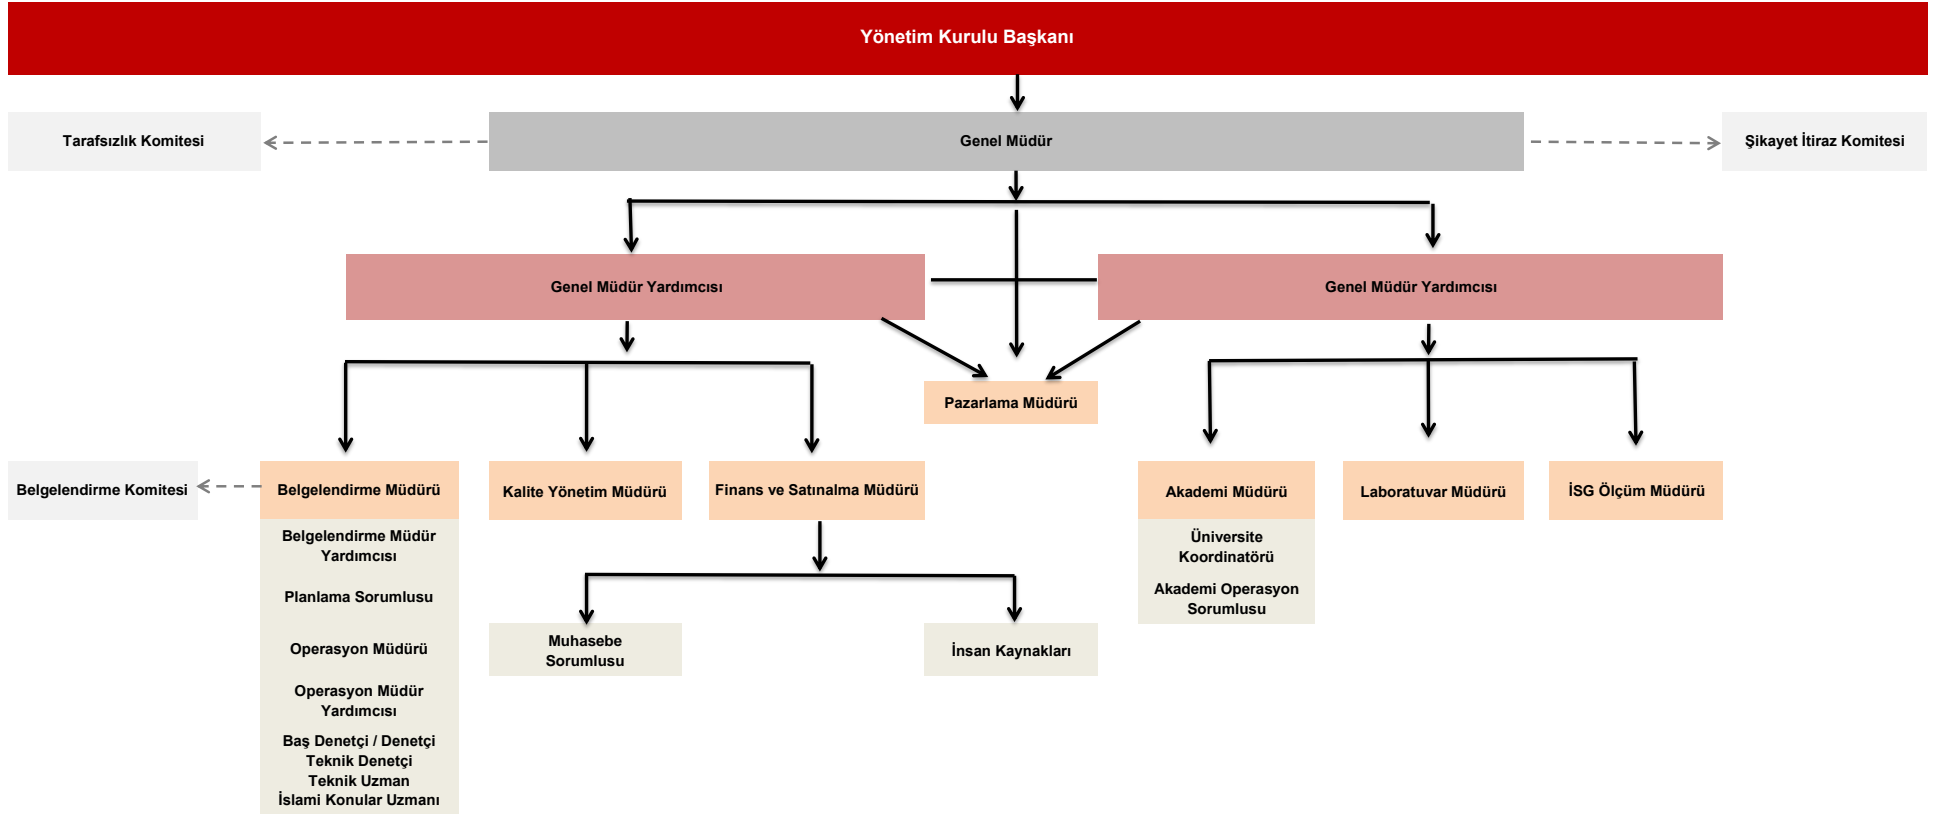 Yönetim Kurulu Başkanı
Tarafsızlık Komitesi
Genel Müdür
Şikayet İtiraz Komitesi
Genel Müdür Yardımcısı
Genel Müdür Yardımcısı
Pazarlama Müdürü
Belgelendirme Komitesi
Belgelendirme Müdürü
Kalite Yönetim Müdürü
Finans ve Satınalma Müdürü
Akademi Müdürü
Laboratuvar Müdürü
İSG Ölçüm Müdürü
Belgelendirme Müdür
Yardımcısı
Planlama Sorumlusu
Operasyon Müdürü
Operasyon Müdür
Yardımcısı
Baş Denetçi / Denetçi
Teknik Denetçi
Teknik Uzman
İslami Konular Uzmanı
Muhasebe
Sorumlusu
İnsan Kaynakları
Üniversite
Koordinatörü
Akademi Operasyon
Sorumlusu